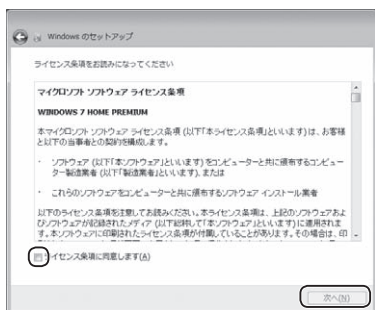 Windows のセットアップ
ライセンス条項をお読みになってください
マイクロソフト ソフトウェア ライセンス条項
WINDOWS 7 HOME PREMIUM
本マイクロソフト ソフトウェア ライセンス条項 (以下「本ライセンス条項」といいます) は、お客様
と以下の当事者との契約を構成します。
· ソフトウェア (以下「本ソフトウェア」といいます) をコンピューターと共に頒布するコンピュー
ター製造業者 (以下「製造業者」といいます)、または
· これらのソフトウェアをコンピューターと共に頒布するソフトウェア インストール業者
以下のライセンス条項を注意してお読みください。本ライセンス条項は、上記のソフトウェアおよ
びソフトウェアが記録されたメディア (以下総称して「本ソフトウェア」といいます) に適用されま
す。本ソフトウェアに印刷されたライセンス条項が付属していることがあります。その場合は、印
ライセンス条項に同意します(A)
次へ(N)